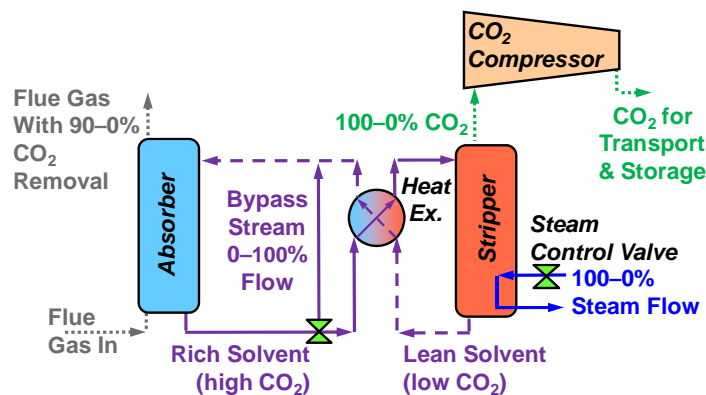 CO₂
Compressor
Flue Gas
With 90–0%
CO₂
Removal
100–0% CO₂
CO₂ for
Transport
& Storage
Absorber
Bypass
Stream
0–100%
Flow
Heat
Ex.
Stripper
Steam
Control Valve
100–0%
Steam Flow
Flue
Gas In
Rich Solvent
(high CO₂)
Lean Solvent
(low CO₂)